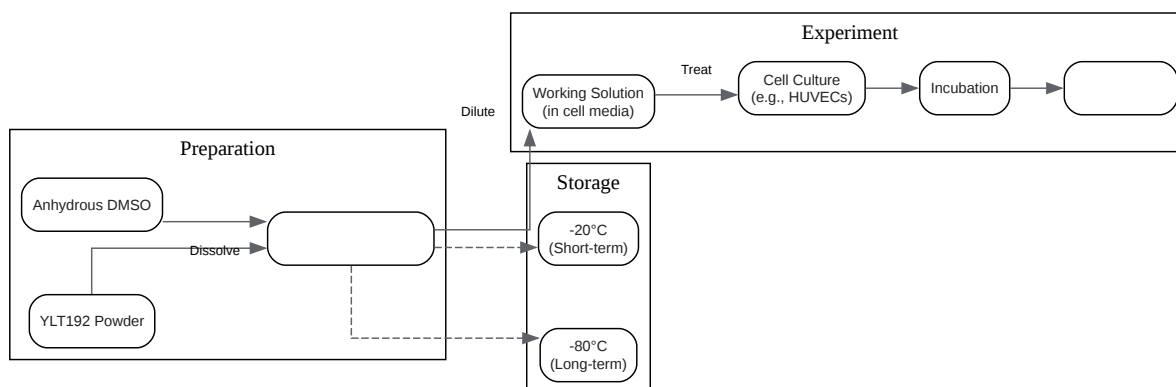 Experiment
Treat
Working Solution
(in cell media)
Cell Culture
(e.g., HUVECs)
Incubation
Dilute
Preparation
Anhydrous DMSO
Dissolve
YLT192 Powder
Storage
-20°C
(Short-term)
-80°C
(Long-term)